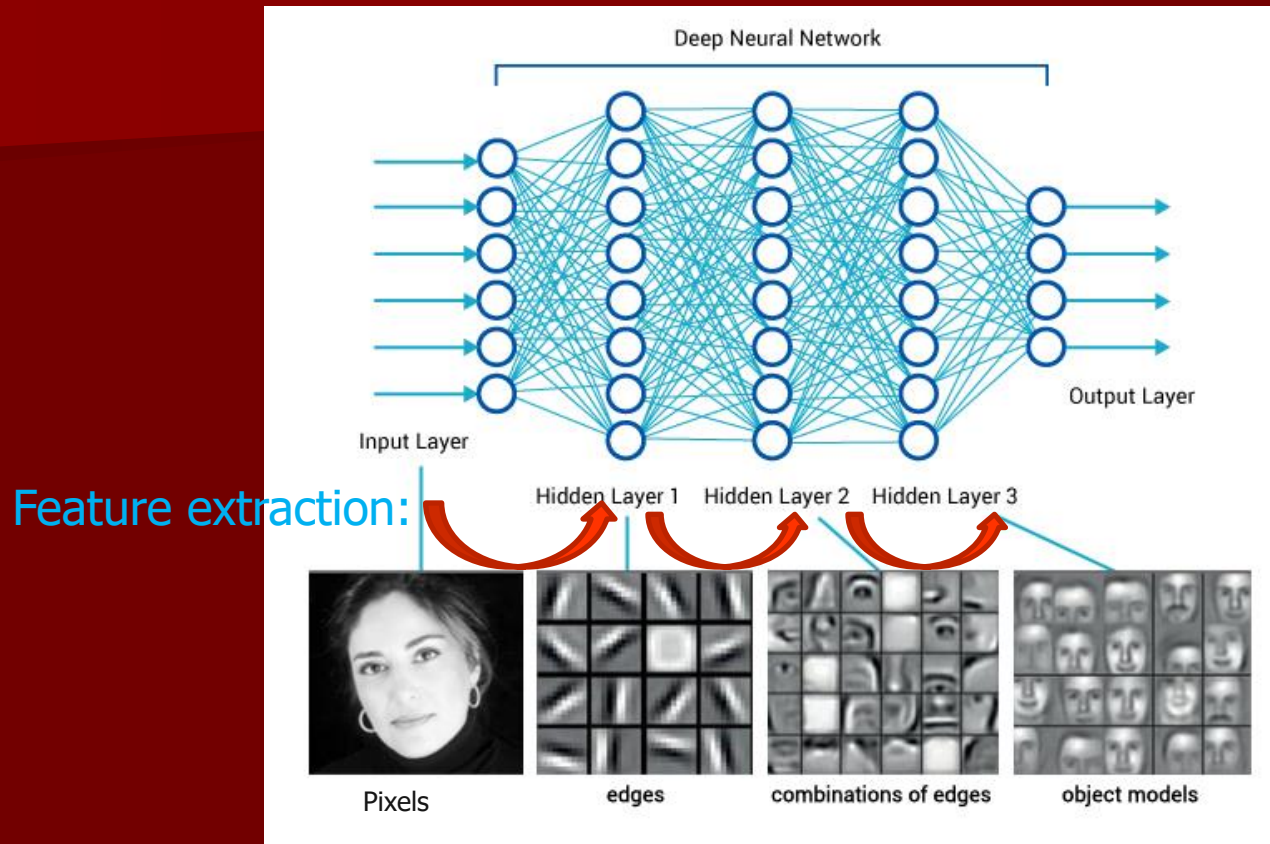 Deep Neural Network
Output Layer
Input Layer
Feature extraction:
Hidden Layer 1 Hidden Layer 2 Hidden Layer 3
Pixels
edges
combinations of edges
object models